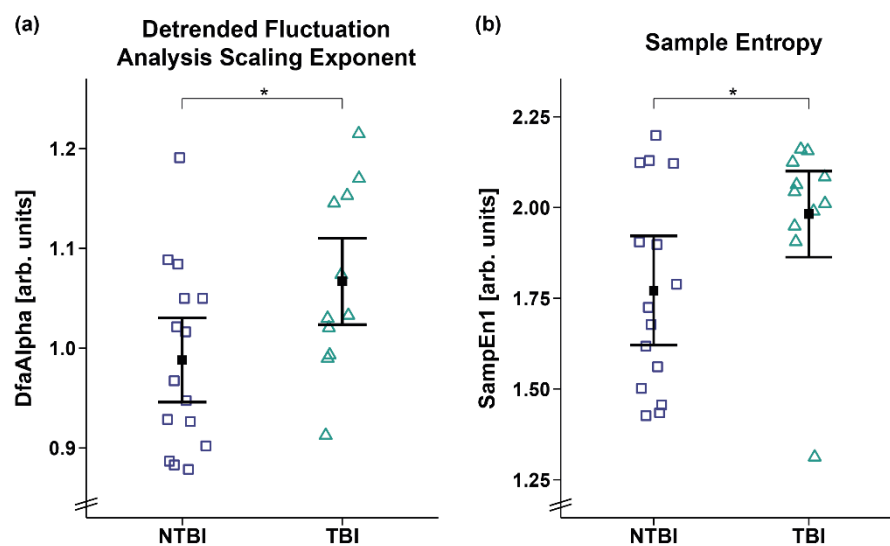 (a)
Detrended Fluctuation
Analysis Scaling Exponent
*
DfaAlpha [arb. units]
1.2
1.1
1.0
0.9
NTBI TBI
(b)
Sample Entropy
*
SampEn1 [arb. units]
2.25
2.00
1.75
1.50
1.25
NTBI TBI